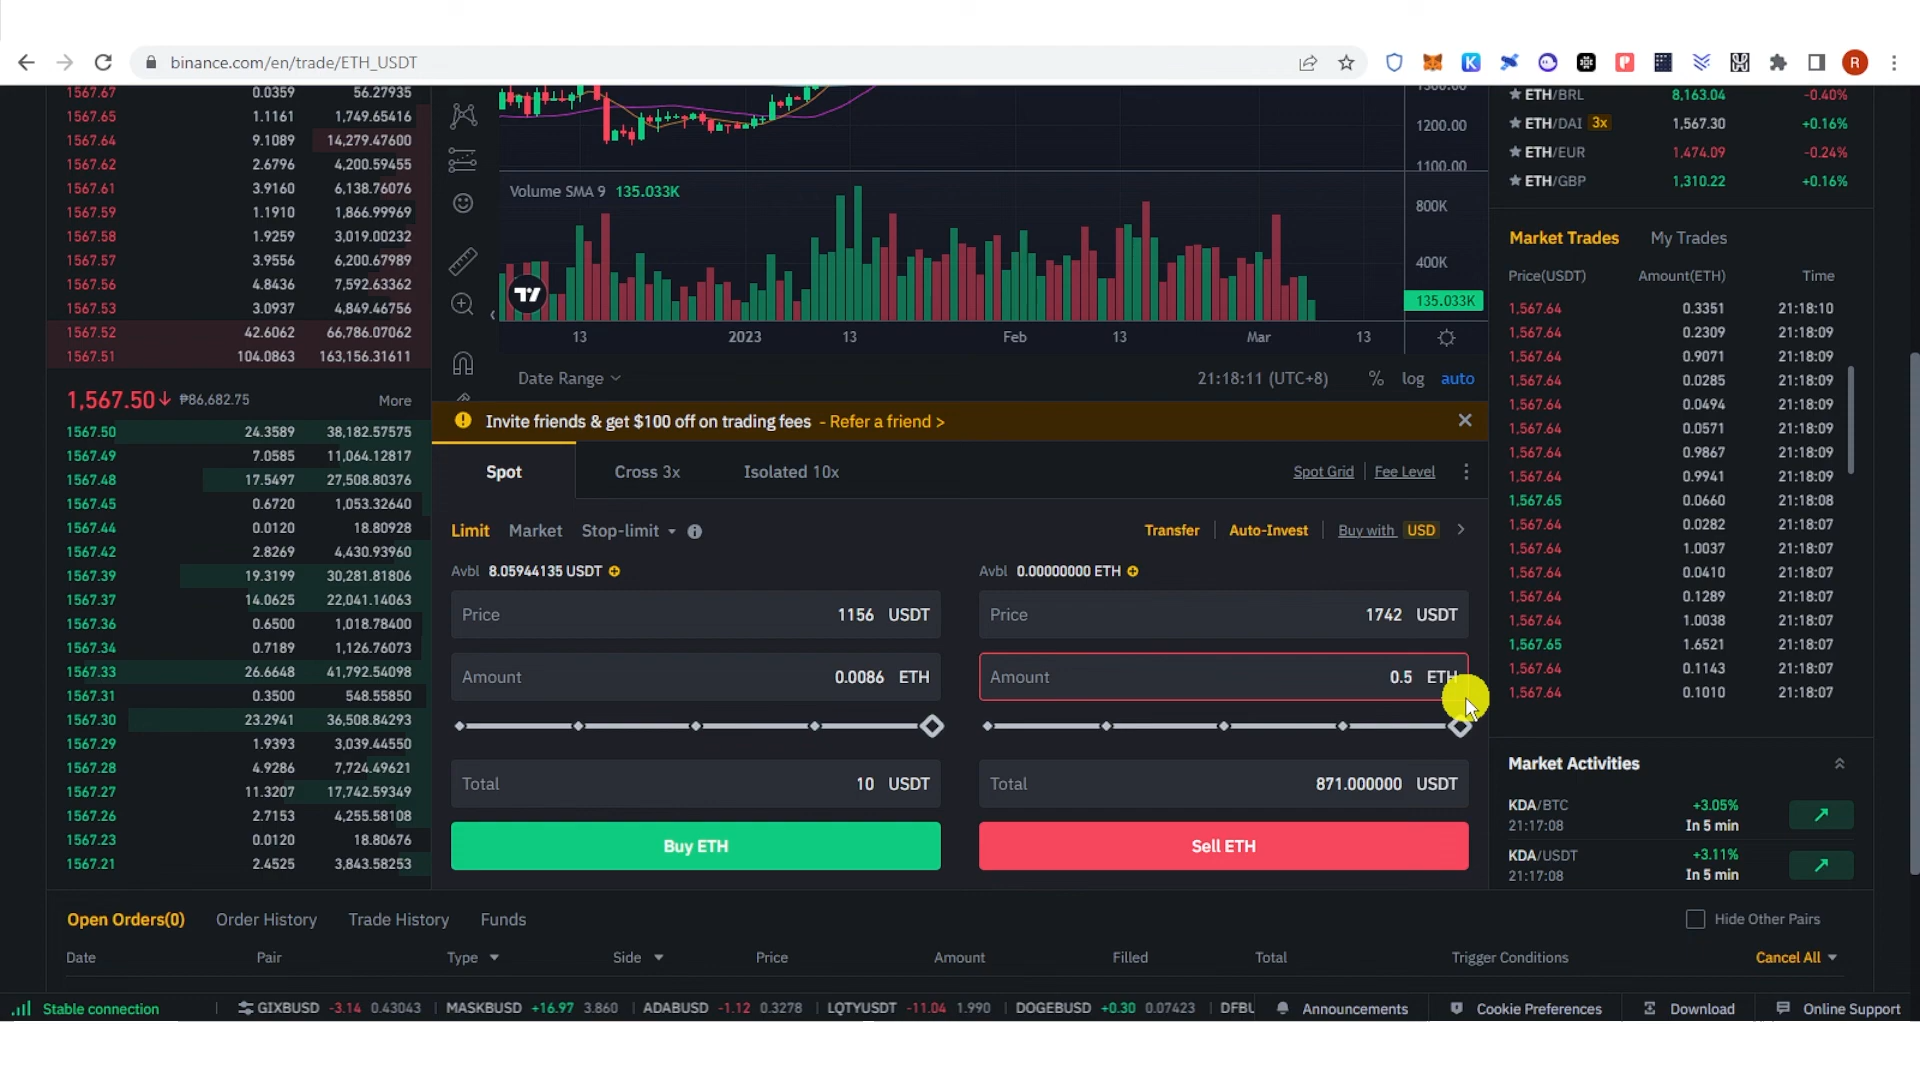 binance.com/en/trade/ETH_USDT
R
1567.67 0.0359 56.27935
1567.65 1.1161 1,749.65416
1567.64 9.1089 14,279.47600
1567.62 2.6796 4,200.59455
1567.61 3.9160 6,138.76076
1567.59 1.1910 1,866.99969
1567.58 1.9259 3,019.00232
1567.57 3.9556 6,200.67989
1567.56 4.8436 7,592.63362
1567.53 3.0937 4,849.46756
1567.52 42.6062 66,786.07062
1567.51 104.0863 163,156.31611
1,567.50↓ ₱86,682.75 More
1567.50 24.3589 38,182.57575
1567.49 7.0585 11,064.12817
1567.48 17.5497 27,508.80376
1567.45 0.6720 1,053.32640
1567.44 0.0120 18.80928
1567.42 2.8269 4,430.93960
1567.39 19.3199 30,281.81806
1567.37 14.0625 22,041.14063
1567.36 0.6500 1,018.78400
1567.34 0.7189 1,126.76073
1567.33 26.6648 41,792.54098
1567.31 0.3500 548.55850
1567.30 23.2941 36,508.84293
1567.29 1.9393 3,039.44550
1567.28 4.9286 7,724.49621
1567.27 11.3207 17,742.59349
1567.26 2.7153 4,255.58108
1567.23 0.0120 18.80676
1567.21 2.4525 3,843.58253
1300.00
1200.00
1100.00
Volume SMA 9 135.033K
800K
400K
135.033K
13 2023 13 Feb 13 Mar 13
Date Range 21:18:11 (UTC+8) % log auto
Invite friends & get $100 off on trading fees - Refer a friend >
Spot Cross 3x Isolated 10x Spot Grid Fee Level
Limit Market Stop-limit Transfer Auto-Invest Buy with USD
Avbl 8.05944135 USDT
Price 1156 USDT
Amount 0.0086 ETH
Total 10 USDT
Buy ETH
Avbl 0.00000000 ETH
Price 1742 USDT
Amount 0.5 ETH
Total 871.000000 USDT
Sell ETH
ETH/BRL 8,163.04 -0.40%
ETH/DAI 3x 1,567.30 +0.16%
ETH/EUR 1,474.09 -0.24%
ETH/GBP 1,310.22 +0.16%
Market Trades My Trades
Price(USDT) Amount(ETH) Time
1,567.64 0.3351 21:18:10
1,567.64 0.2309 21:18:09
1,567.64 0.9071 21:18:09
1,567.64 0.0285 21:18:09
1,567.64 0.0494 21:18:09
1,567.64 0.0571 21:18:09
1,567.64 0.9867 21:18:09
1,567.64 0.9941 21:18:09
1,567.65 0.0660 21:18:08
1,567.64 0.0282 21:18:07
1,567.64 1.0037 21:18:07
1,567.64 0.0410 21:18:07
1,567.64 0.1289 21:18:07
1,567.64 1.0038 21:18:07
1,567.65 1.6521 21:18:07
1,567.64 0.1143 21:18:07
1,567.64 0.1010 21:18:07
Market Activities
KDA/BTC +3.05%
21:17:08 In 5 min
KDA/USDT +3.11%
21:17:08 In 5 min
Open Orders(0) Order History Trade History Funds Hide Other Pairs
Date Pair Type Side Price Amount Filled Total Trigger Conditions Cancel All
Stable connection GIXBUSD -3.14 0.43043 MASKBUSD +16.97 3.860 ADABUSD -1.12 0.3278 LQTYUSDT -11.04 1.990 DOGEBUSD +0.30 0.07423 Announcements Cookie Preferences Download Online Support